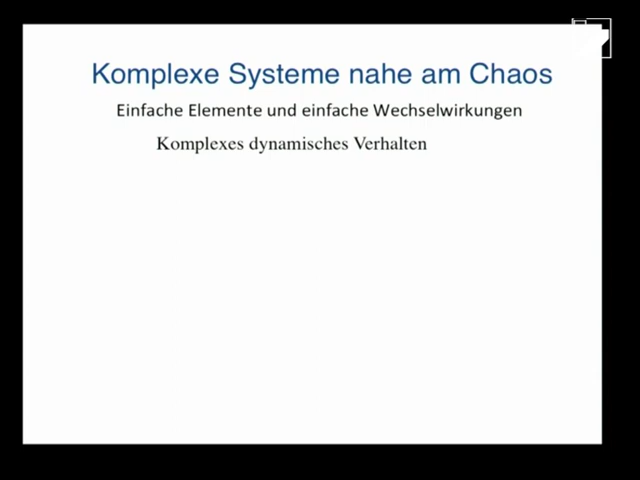 Komplexe Systeme nahe am Chaos
Einfache Elemente und einfache Wechselwirkungen
Komplexes dynamisches Verhalten